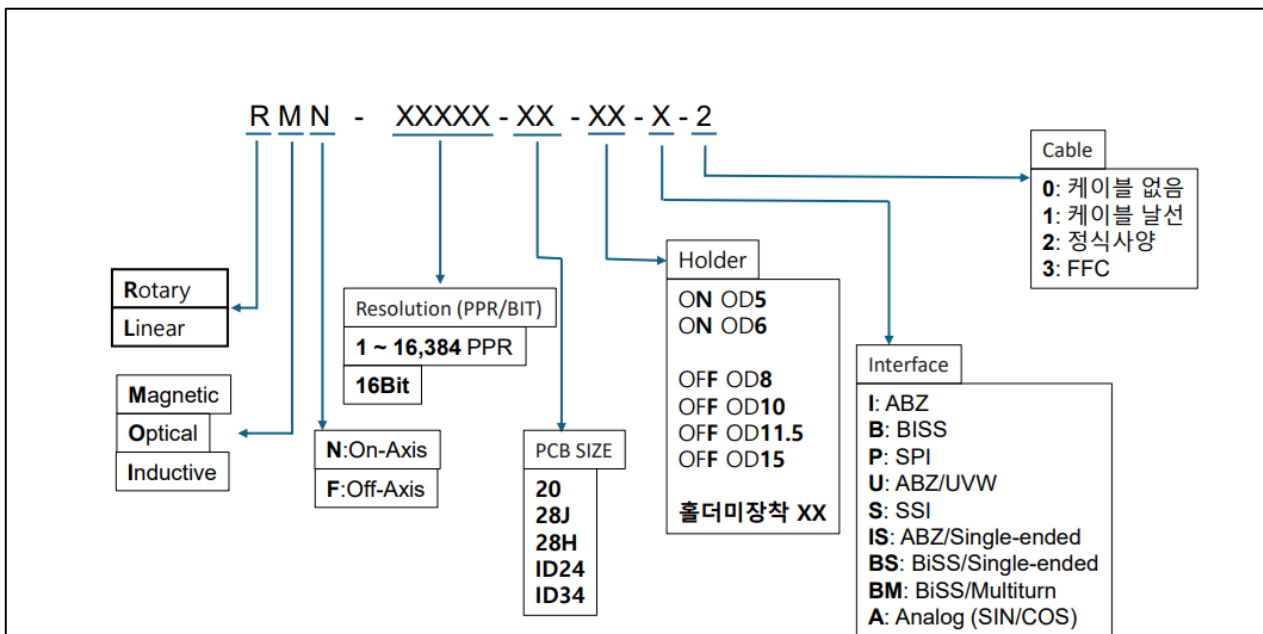 R M N - XXXXX - XX - XX - X - 2
Cable
0: 케이블 없음
1: 케이블 날선
2: 정식사양
3: FFC
Rotary
Linear
Magnetic
Optical
Inductive
N:On-Axis
F:Off-Axis
Resolution (PPR/BIT)
1 ~ 16,384 PPR
16Bit
PCB SIZE
20
28J
28H
ID24
ID34
Holder
ON OD5
ON OD6
OFF OD8
OFF OD10
OFF OD11.5
OFF OD15
홀더미장착 XX
Interface
I: ABZ
B: BISS
P: SPI
U: ABZ/UVW
S: SSI
IS: ABZ/Single-ended
BS: BiSS/Single-ended
BM: BiSS/Multiturn
A: Analog (SIN/COS)